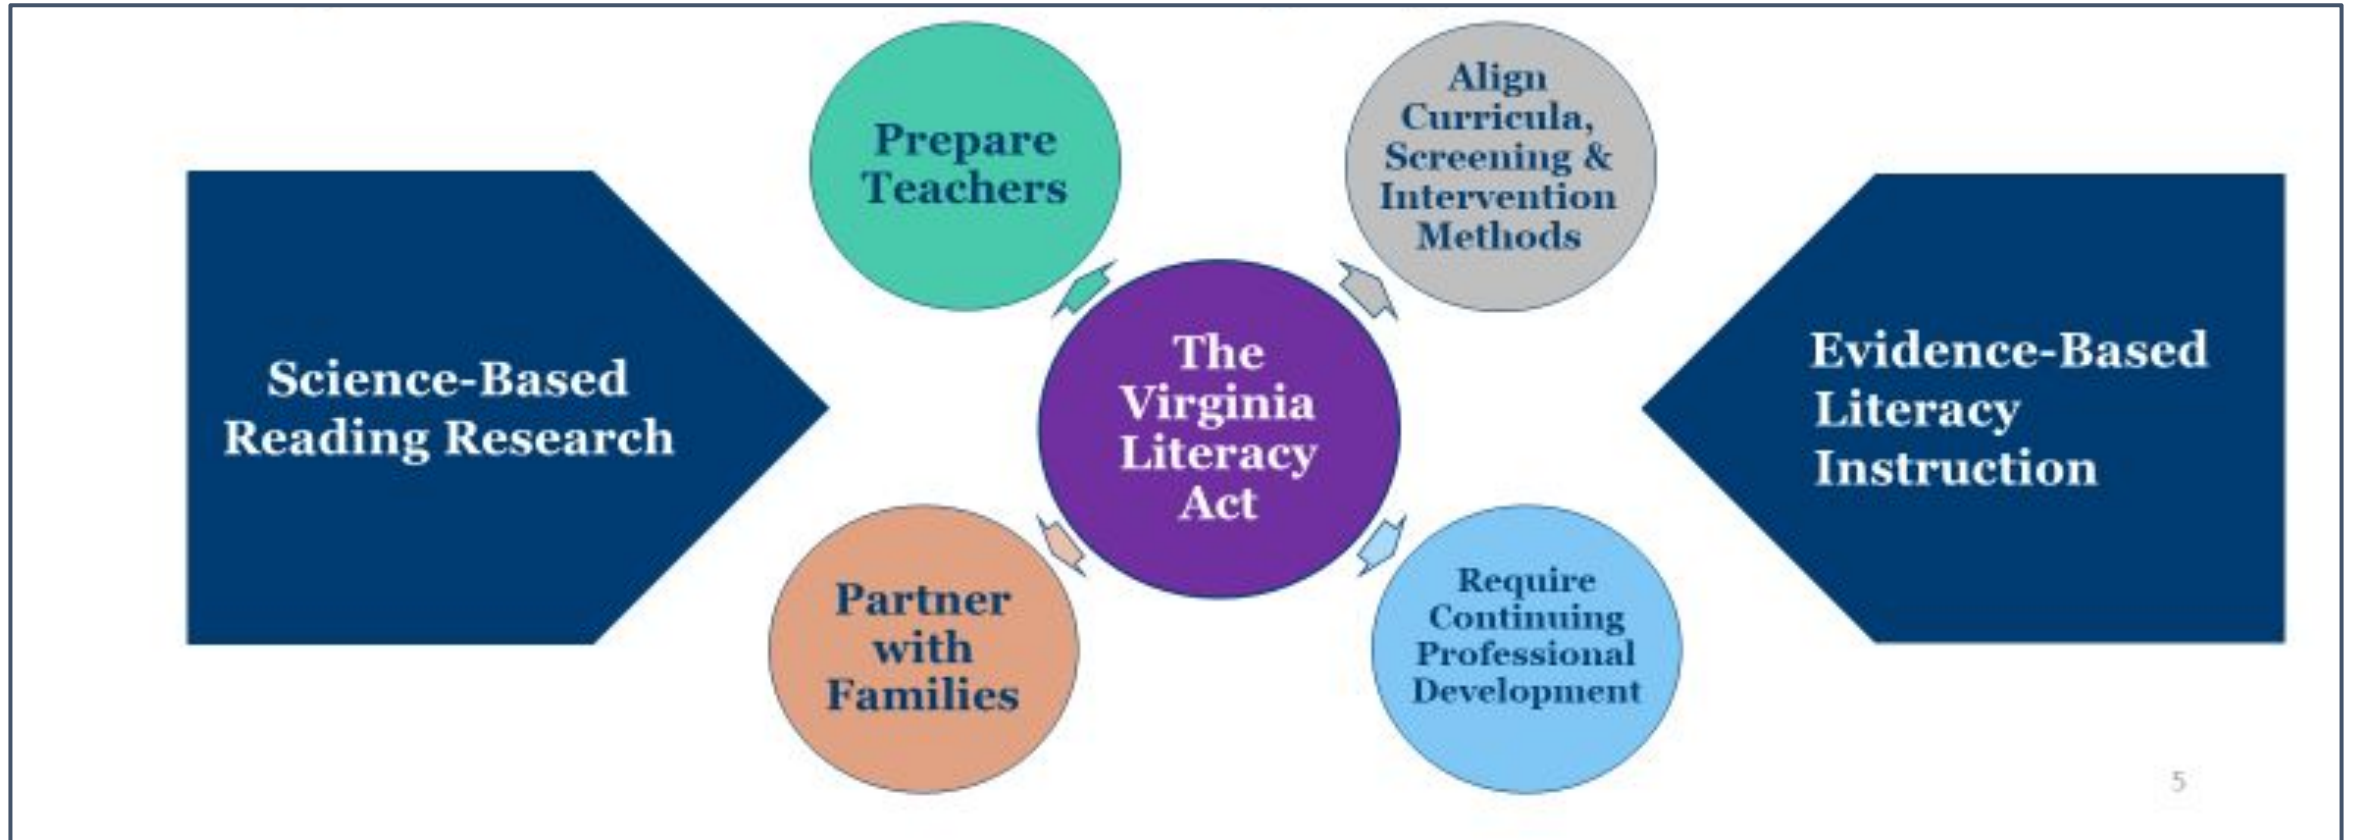 Science-Based
Reading Research
Prepare
Teachers
Align
Curricula,
Screening &
Intervention
Methods
The
Virginia
Literacy
Act
Partner
with
Families
Require
Continuing
Professional
Development
Evidence-Based
Literacy
Instruction
5